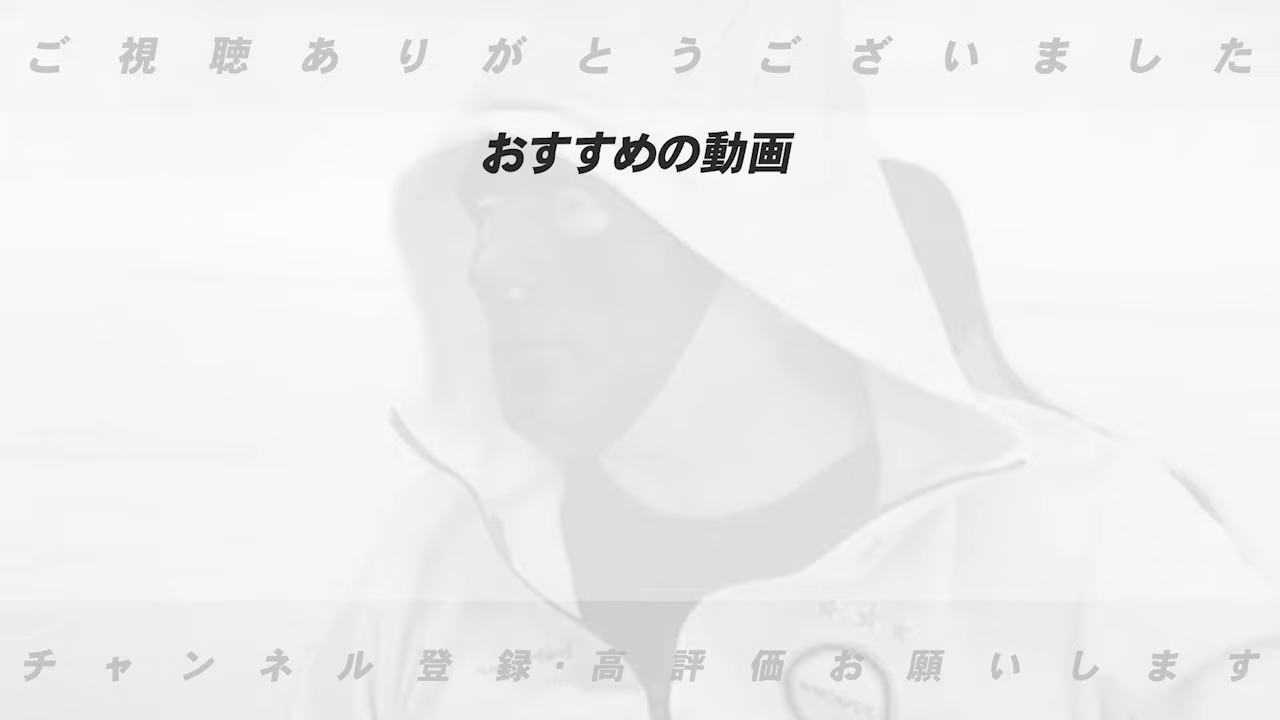 ご視聴ありがとうございました
おすすめの動画
チャンネル登録・高評価お願いします